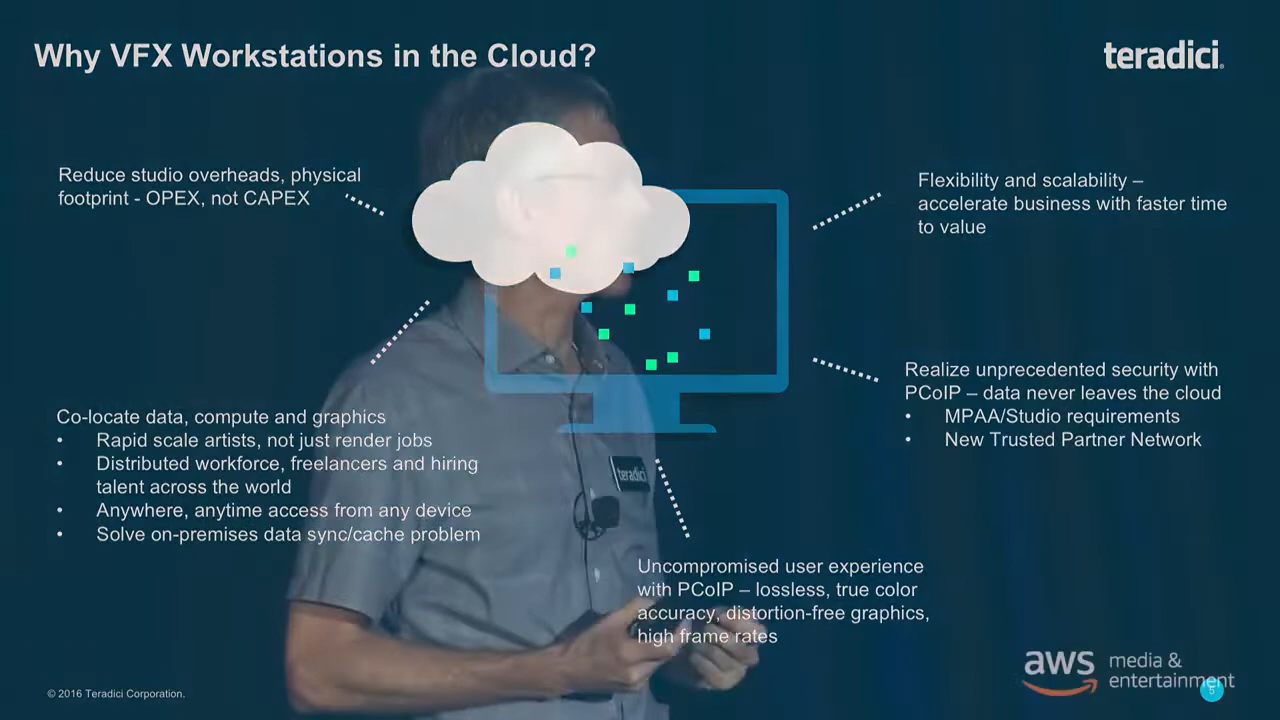 Why VFX Workstations in the Cloud?
teradici.
Reduce studio overheads, physical
footprint - OPEX, not CAPEX
Flexibility and scalability –
accelerate business with faster time
to value
Co-locate data, compute and graphics
• Rapid scale artists, not just render jobs
• Distributed workforce, freelancers and hiring
talent across the world
• Anywhere, anytime access from any device
• Solve on-premises data sync/cache problem
Realize unprecedented security with
PCoIP – data never leaves the cloud
• MPAA/Studio requirements
• New Trusted Partner Network
teradici
Uncompromised user experience
with PCoIP – lossless, true color
accuracy, distortion-free graphics,
high frame rates
aws media &
entertainment
© 2016 Teradici Corporation.
5